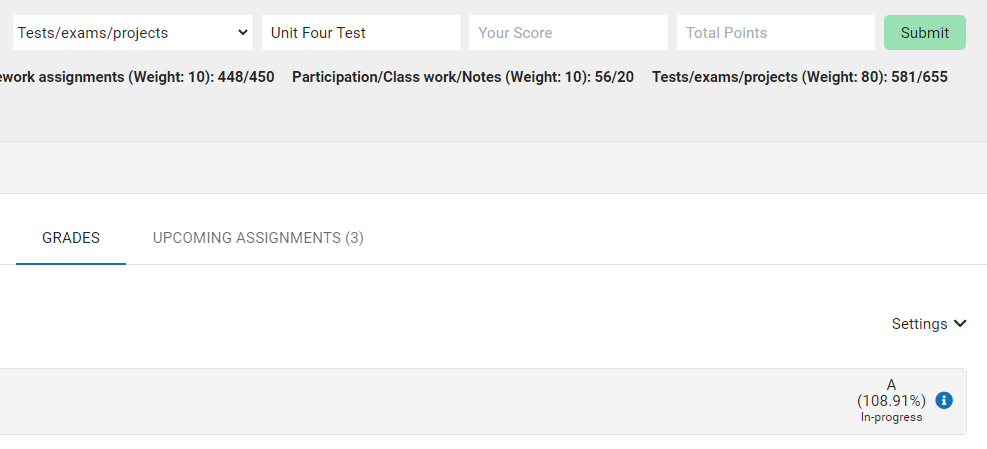 Tests/exams/projects Unit Four Test Your Score Total Points Submit
ework assignments (Weight: 10): 448/450 Participation/Class work/Notes (Weight: 10): 56/20 Tests/exams/projects (Weight: 80): 581/655
GRADES UPCOMING ASSIGNMENTS (3)
Settings
A
(108.91%)
In-progress